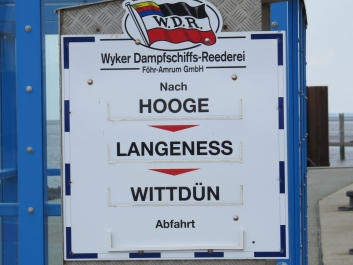 W.D.R.
Wyker Dampfschiffs-Reederei
Föhr-Amrum GmbH
Nach
HOOGE
LANGENESS
WITTDÜN
Abfahrt